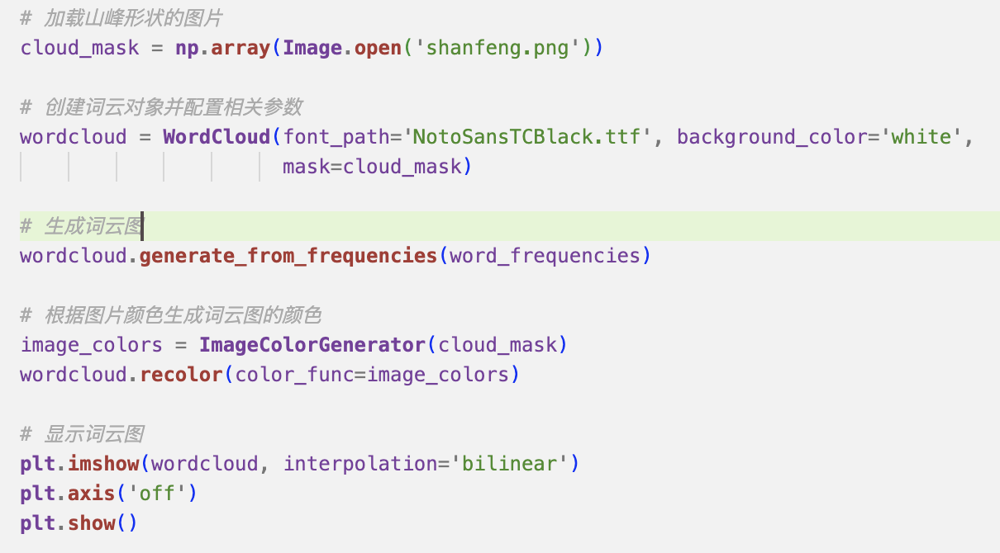 # 加载山峰形状的图片
cloud_mask = np.array(Image.open('shanfeng.png'))
# 创建词云对象并配置相关参数
wordcloud = WordCloud(font_path='NotoSansTCBlack.ttf', background_color='white',
mask=cloud_mask)
# 生成词云图
wordcloud.generate_from_frequencies(word_frequencies)
# 根据图片颜色生成词云图的颜色
image_colors = ImageColorGenerator(cloud_mask)
wordcloud.recolor(color_func=image_colors)
# 显示词云图
plt.imshow(wordcloud, interpolation='bilinear')
plt.axis('off')
plt.show()